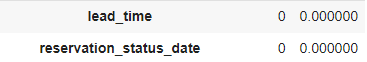 lead_time 0 0.000000
reservation_status_date 0 0.000000